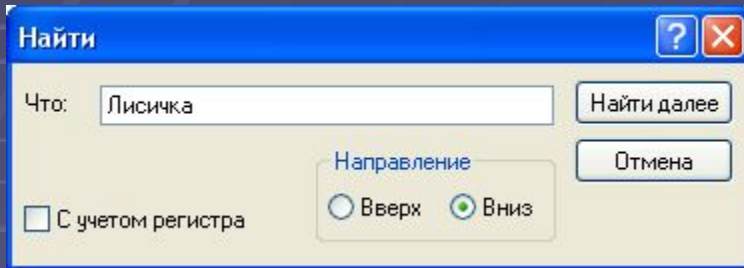 Найти
Что: Лисичка Найти далее
Направление Отмена
С учетом регистра Вверх Вниз